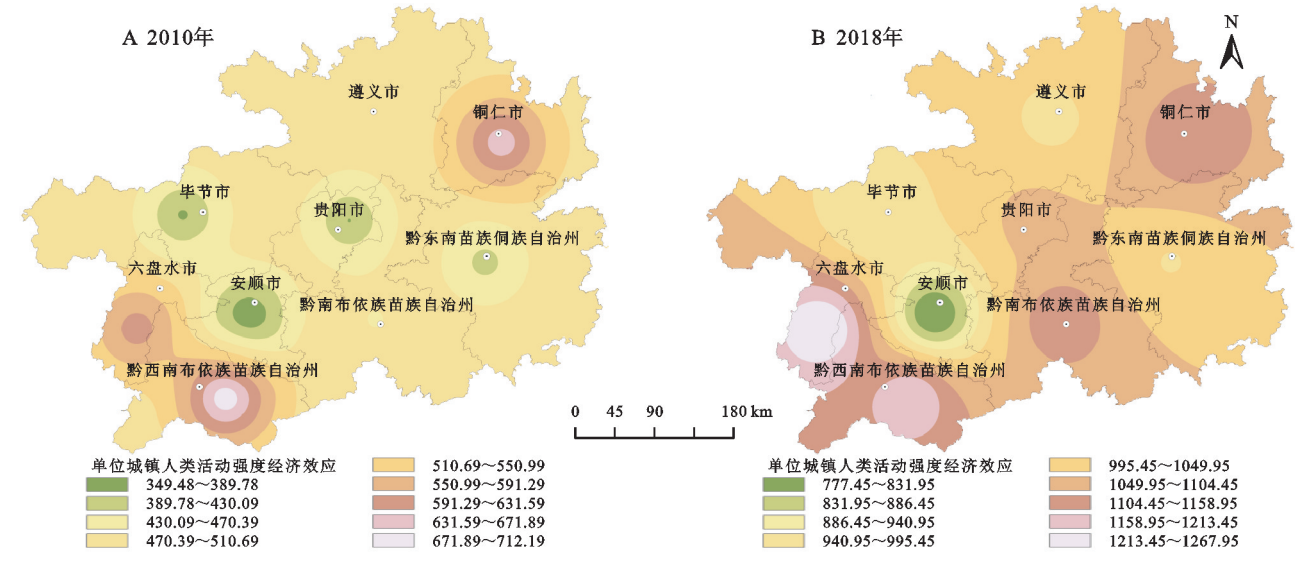 A 2010年
遵义市
铜仁市
毕节市
贵阳市
黔东南苗族侗族自治州
六盘水市
安顺市
黔南布依族苗族自治州
黔西南布依族苗族自治州
B 2018年
N
遵义市
铜仁市
毕节市
贵阳市
黔东南苗族侗族自治州
六盘水市
安顺市
黔南布依族苗族自治州
黔西南布依族苗族自治州
0 45 90 180 km
单位城镇人类活动强度经济效应
349.48～389.78
389.78～430.09
430.09～470.39
470.39～510.69
510.69～550.99
550.99～591.29
591.29～631.59
631.59～671.89
671.89～712.19
单位城镇人类活动强度经济效应
777.45～831.95
831.95～886.45
886.45～940.95
940.95～995.45
995.45～1049.95
1049.95～1104.45
1104.45～1158.95
1158.95～1213.45
1213.45～1267.95